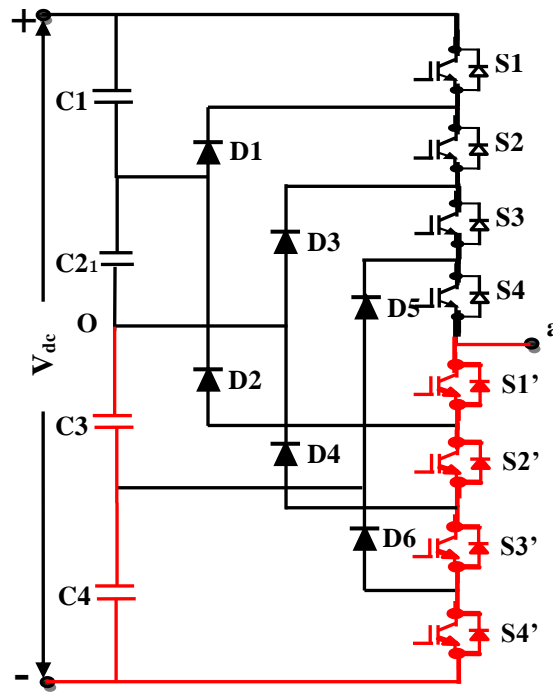 +
S1
C1
D1
S2
D3
S3
C21
D5
S4
O
a
Vdc
D2
S1’
C3
D4
S2’
D6
S3’
C4
S4’
-